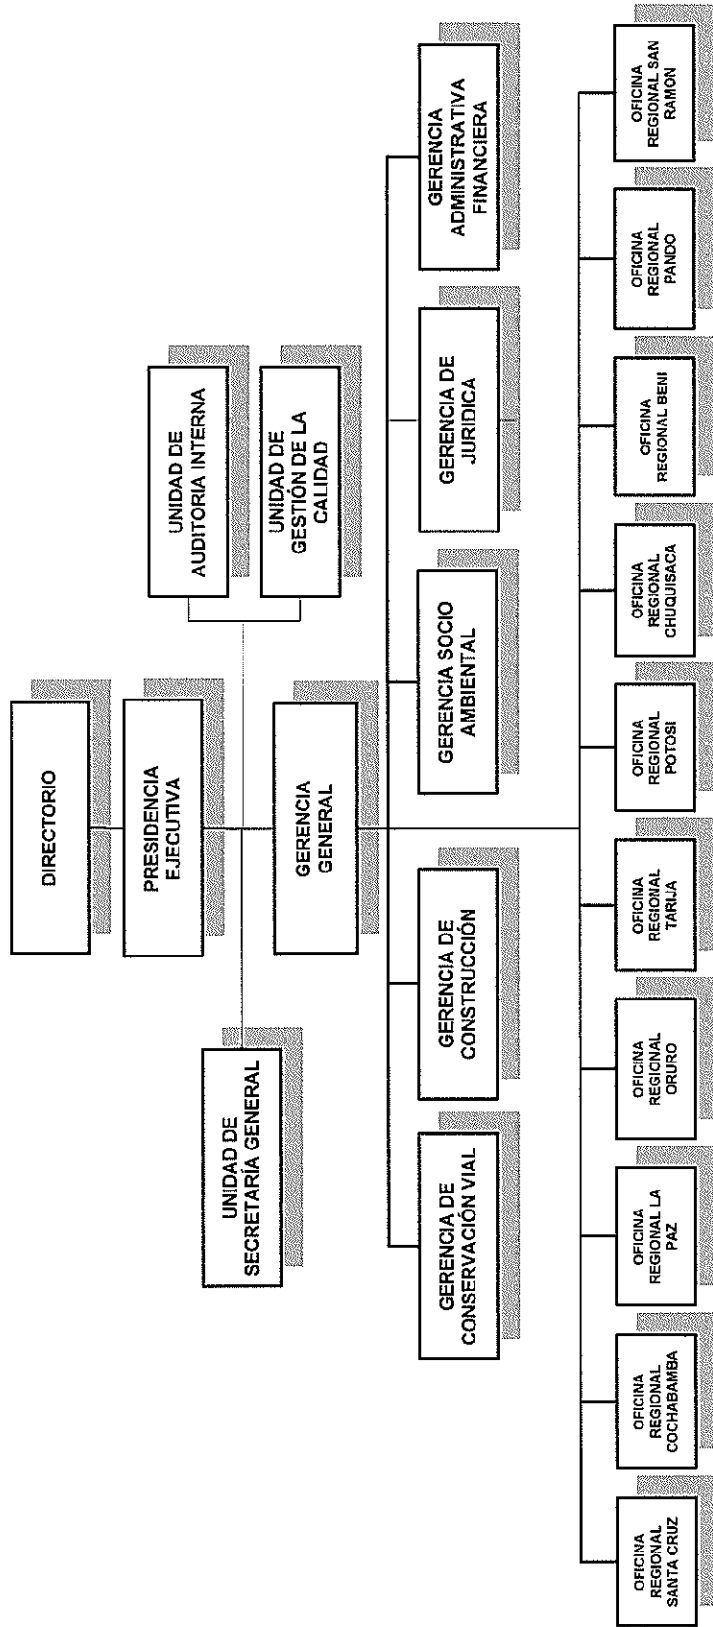 DIRECTORIO
PRESIDENCIA
EJECUTIVA
UNIDAD DE
AUDITORIA INTERNA
UNIDAD DE
SECRETARÍA GENERAL
UNIDAD DE
GESTIÓN DE LA
CALIDAD
GERENCIA
GENERAL
GERENCIA DE
CONSERVACIÓN VIAL
GERENCIA DE
CONSTRUCCIÓN
GERENCIA SOCIO
AMBIENTAL
GERENCIA DE
JURIDICA
GERENCIA
ADMINISTRATIVA
FINANCIERA
OFICINA
REGIONAL
SANTA CRUZ
OFICINA
REGIONAL
COCHABAMBA
OFICINA
REGIONAL LA
PAZ
OFICINA
REGIONAL
ORURO
OFICINA
REGIONAL
TARIJA
OFICINA
REGIONAL
POTOSI
OFICINA
REGIONAL
CHUQUISACA
OFICINA
REGIONAL BENI
OFICINA
REGIONAL
PANDO
OFICINA
REGIONAL SAN
RAMON